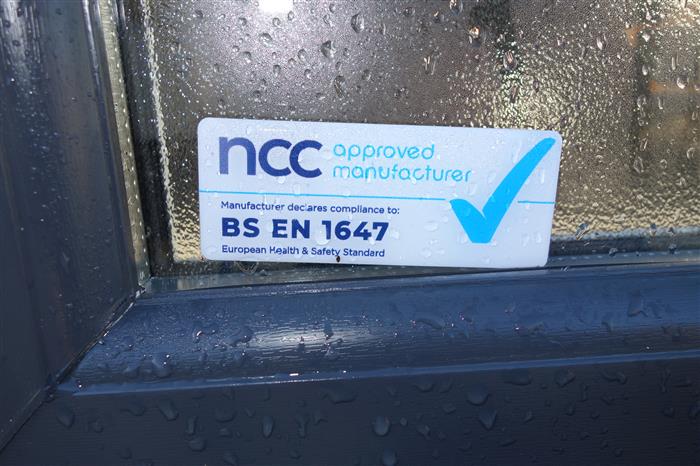 ncc approved
manufacturer
Manufacturer declares compliance to:
BS EN 1647
European Health & Safety Standard